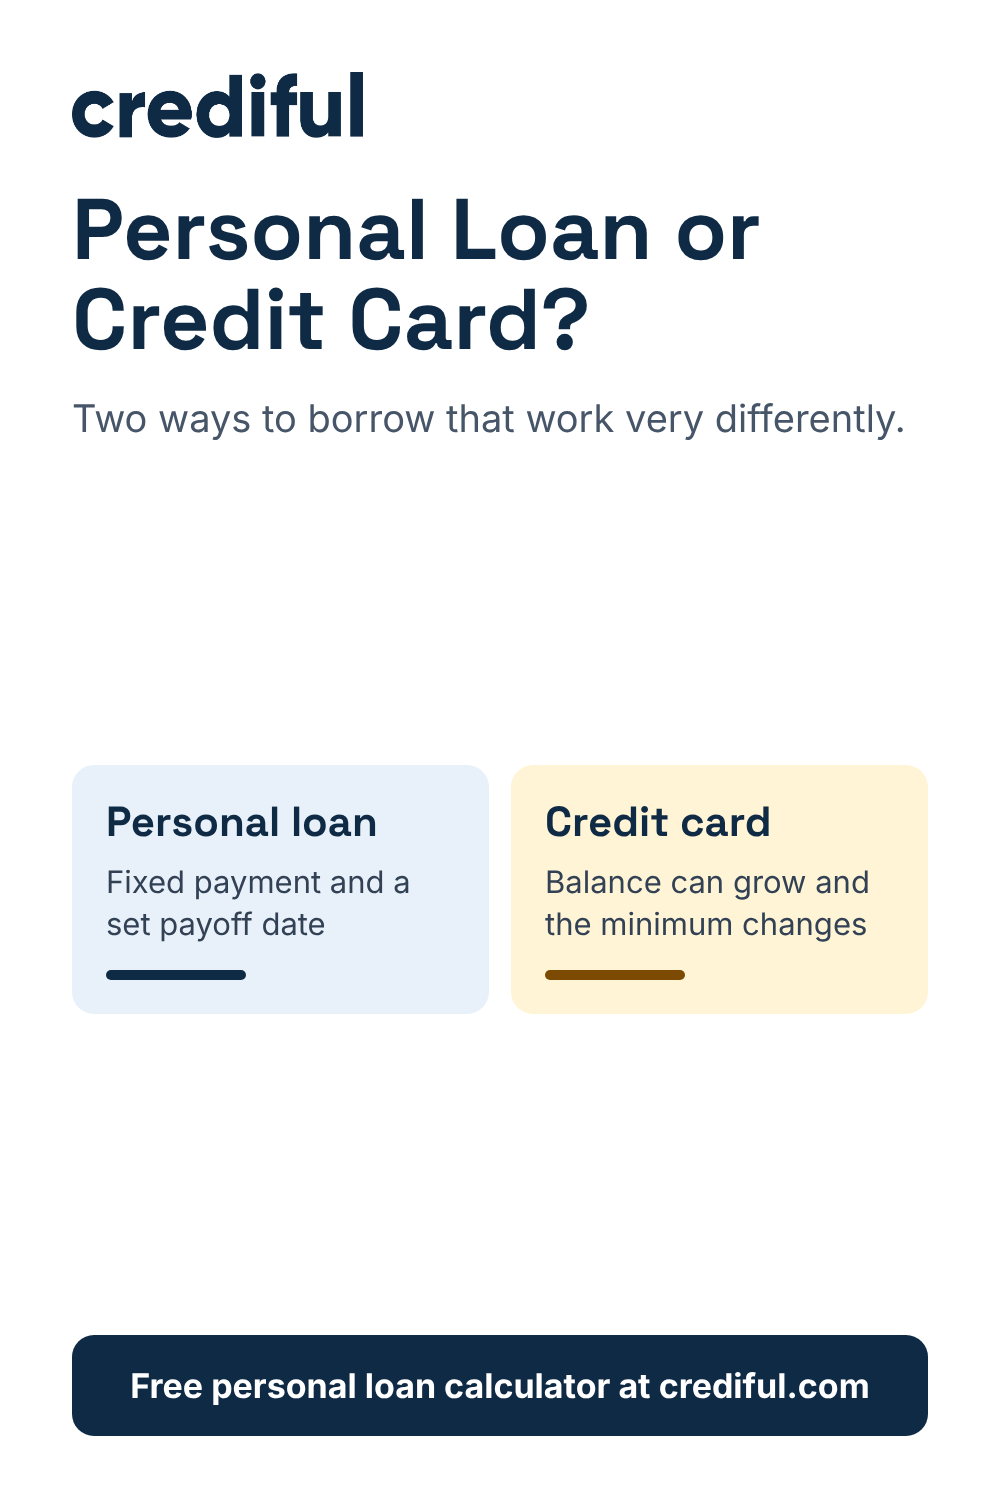 crediful
Personal Loan or
Credit Card?
Two ways to borrow that work very differently.
Personal loan
Fixed payment and a
set payoff date
Credit card
Balance can grow and
the minimum changes
Free personal loan calculator at crediful.com